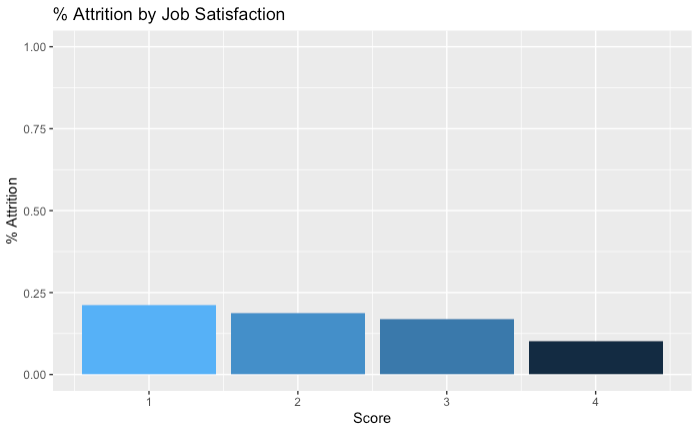 % Attrition by Job Satisfaction
1.00
0.75
0.50
0.25
0.00
% Attrition
1 2 3 4
Score